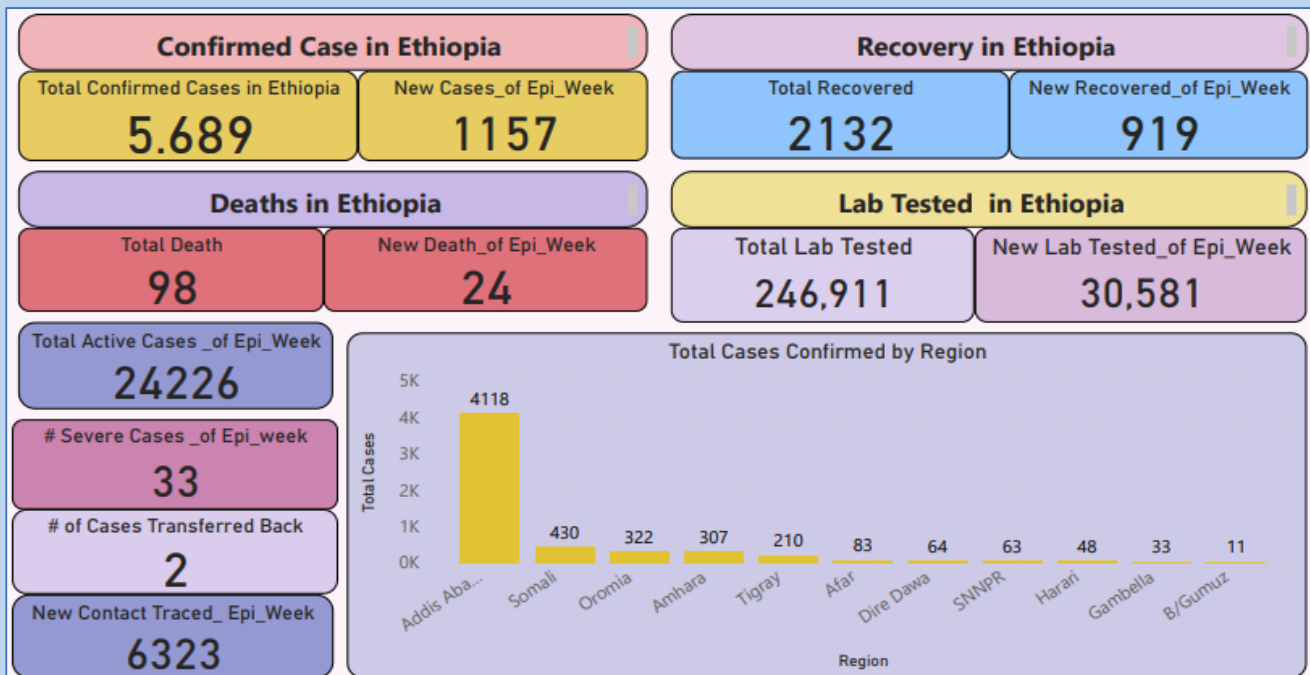 Confirmed Case in Ethiopia
Total Confirmed Cases in Ethiopia
5.689
New Cases_of Epi_Week
1157
Recovery in Ethiopia
Total Recovered
2132
New Recovered_of Epi_Week
919
Deaths in Ethiopia
Total Death
98
New Death_of Epi_Week
24
Lab Tested in Ethiopia
Total Lab Tested
246,911
New Lab Tested_of Epi_Week
30,581
Total Active Cases _of Epi_Week
24226
# Severe Cases _of Epi_week
33
# of Cases Transferred Back
2
New Contact Traced_ Epi_Week
6323
Total Cases Confirmed by Region
Total Cases
5K
4K
3K
2K
1K
0K
4118
430
322
307
210
83
64
63
48
33
11
Addis Aba...
Somali
Oromia
Amhara
Tigray
Afar
Dire Dawa
SNNPR
Harari
Gambella
B/Gumuz
Region